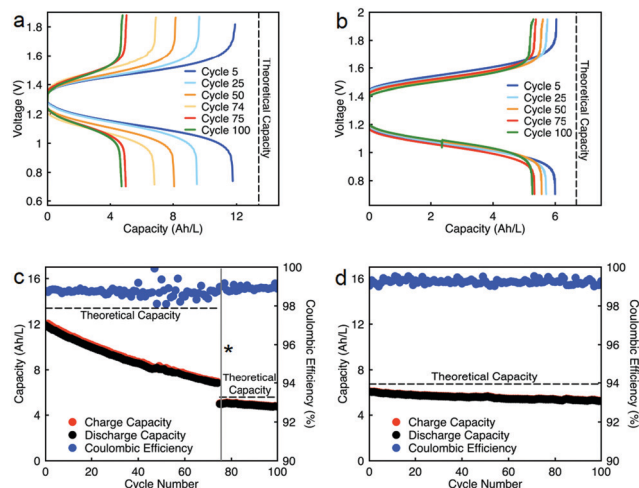 a
1.8
1.6
1.4
1.2
1.0
0.8
0.6
Voltage (V)
Cycle 5
Cycle 25
Cycle 50
Cycle 74
Cycle 75
Cycle 100
Theoretical Capacity
0
3
6
9
12
Capacity (Ah/L)
b
2
1.8
1.6
1.4
1.2
1
0.8
0.6
Voltage (V)
Cycle 5
Cycle 25
Cycle 50
Cycle 75
Cycle 100
Theoretical Capacity
0
2
4
6
Capacity (Ah/L)
c
16
12
8
4
0
Capacity (Ah/L)
Theoretical Capacity
*
Theoretical
Capacity
Charge Capacity
Discharge Capacity
Coulombic Efficiency
100
98
96
94
92
90
Coulombic Efficiency (%)
0
20
40
60
80
100
Cycle Number
d
16
12
8
4
0
Capacity (Ah/L)
Theoretical Capacity
Charge Capacity
Discharge Capacity
Coulombic Efficiency
100
98
96
94
92
90
Coulombic Efficiency (%)
0
20
40
60
80
100
Cycle Number